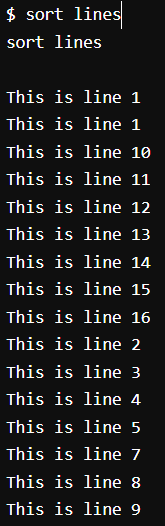 $ sort lines
sort lines

This is line 1
This is line 1
This is line 10
This is line 11
This is line 12
This is line 13
This is line 14
This is line 15
This is line 16
This is line 2
This is line 3
This is line 4
This is line 5
This is line 7
This is line 8
This is line 9